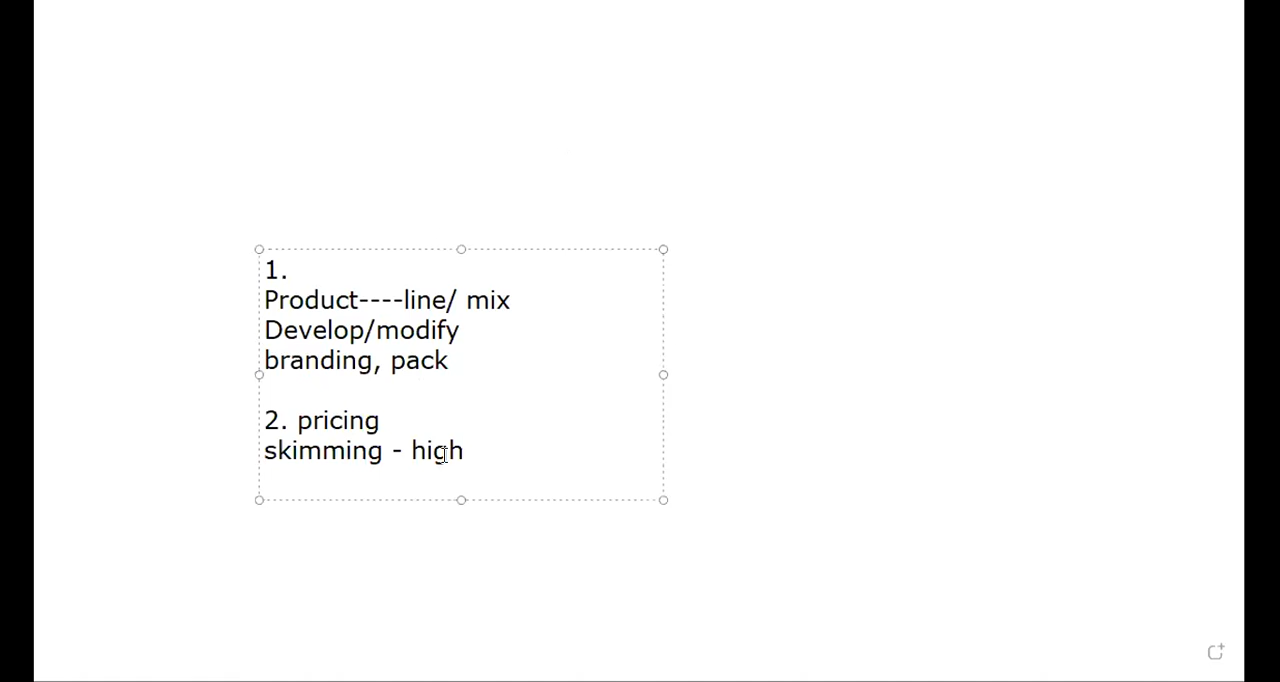 1.
Product----line/ mix
Develop/modify
branding, pack
2. pricing
skimming - high